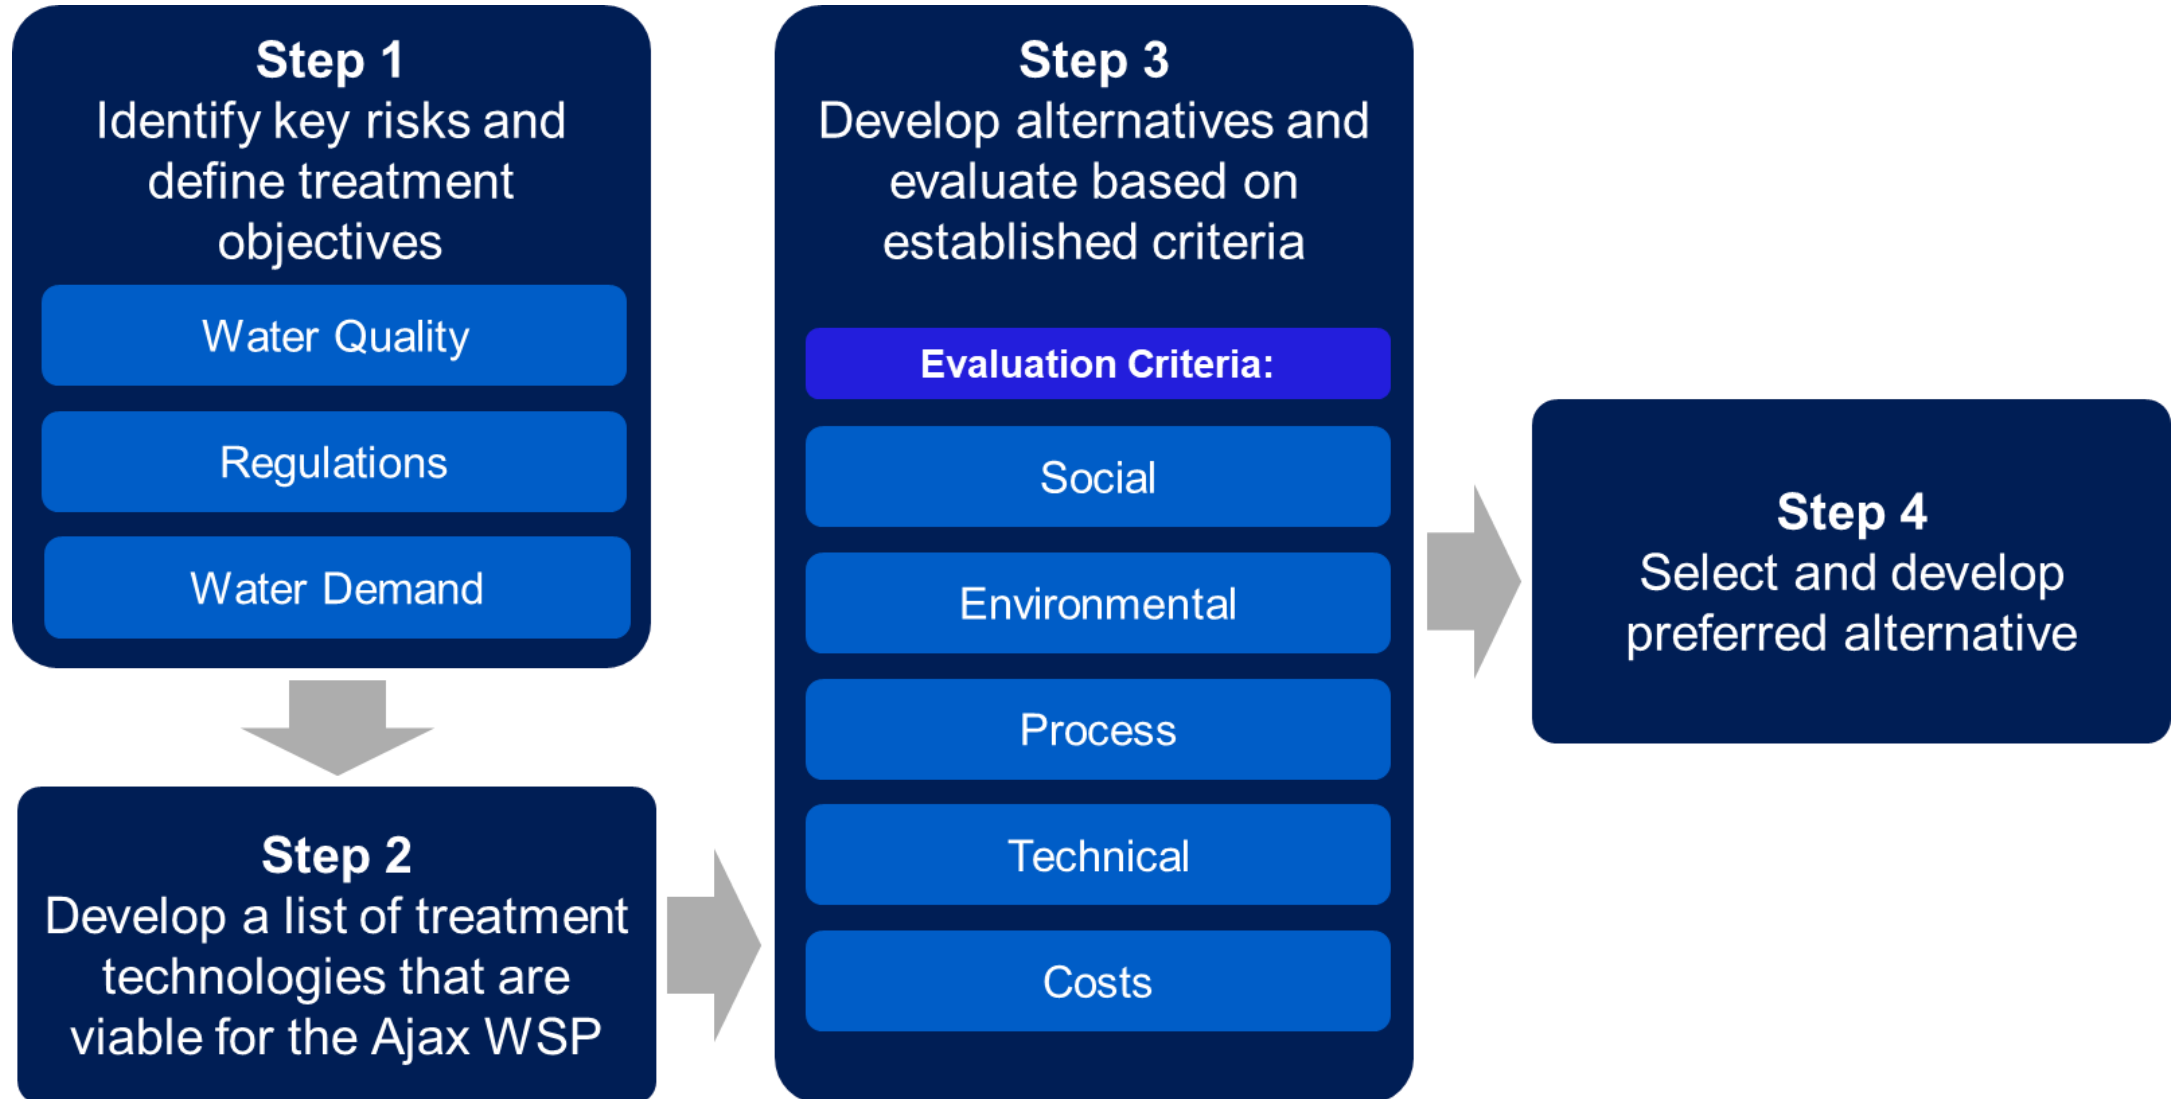 Step 1
Identify key risks and
define treatment
objectives
Water Quality
Regulations
Water Demand
Step 2
Develop a list of treatment
technologies that are
viable for the Ajax WSP
Step 3
Develop alternatives and
evaluate based on
established criteria
Evaluation Criteria:
Social
Environmental
Process
Technical
Costs
Step 4
Select and develop
preferred alternative